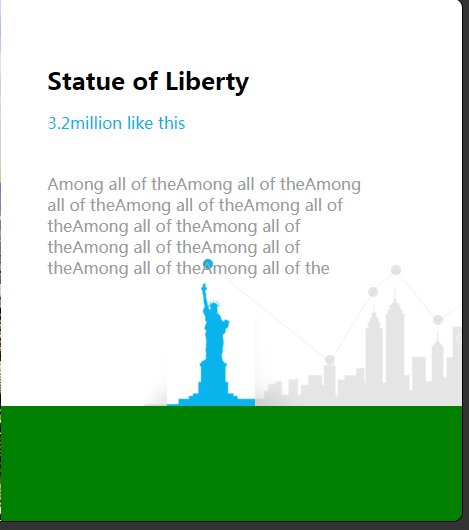 Statue of Liberty
3.2million like this
Among all of theAmong all of theAmong
all of theAmong all of theAmong all of
theAmong all of theAmong all of
theAmong all of theAmong all of
theAmong all of theAmong all of the